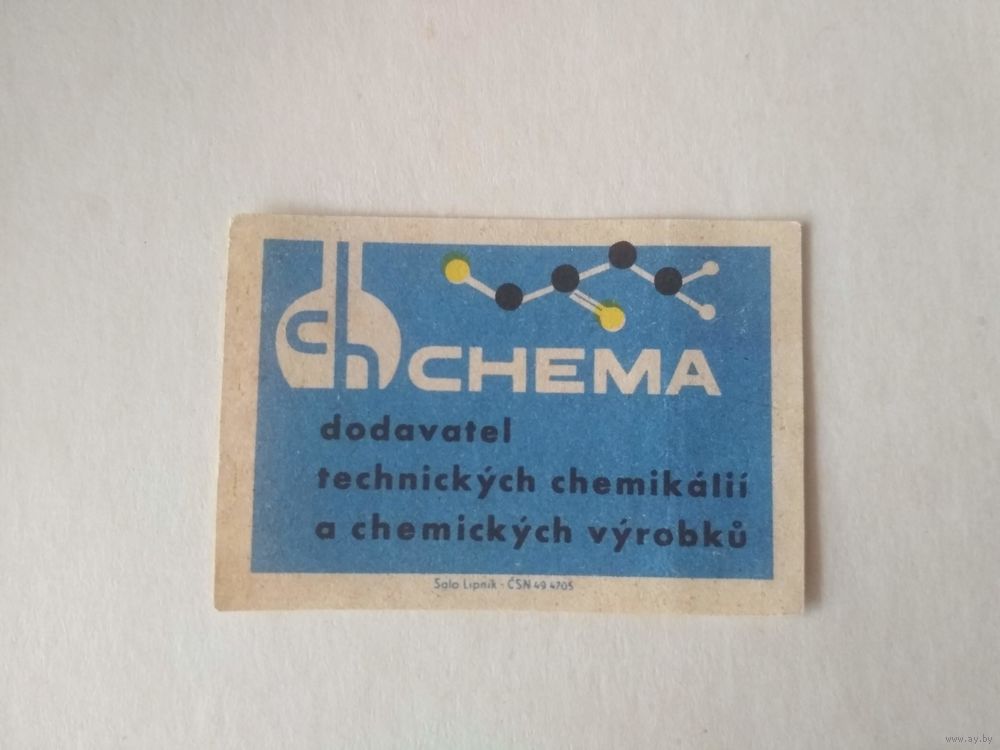 ch CHEMA
dodavatel
technických chemikálií
a chemických výrobků
Solo Lipník - ČSN 49 4705
www.ay.by